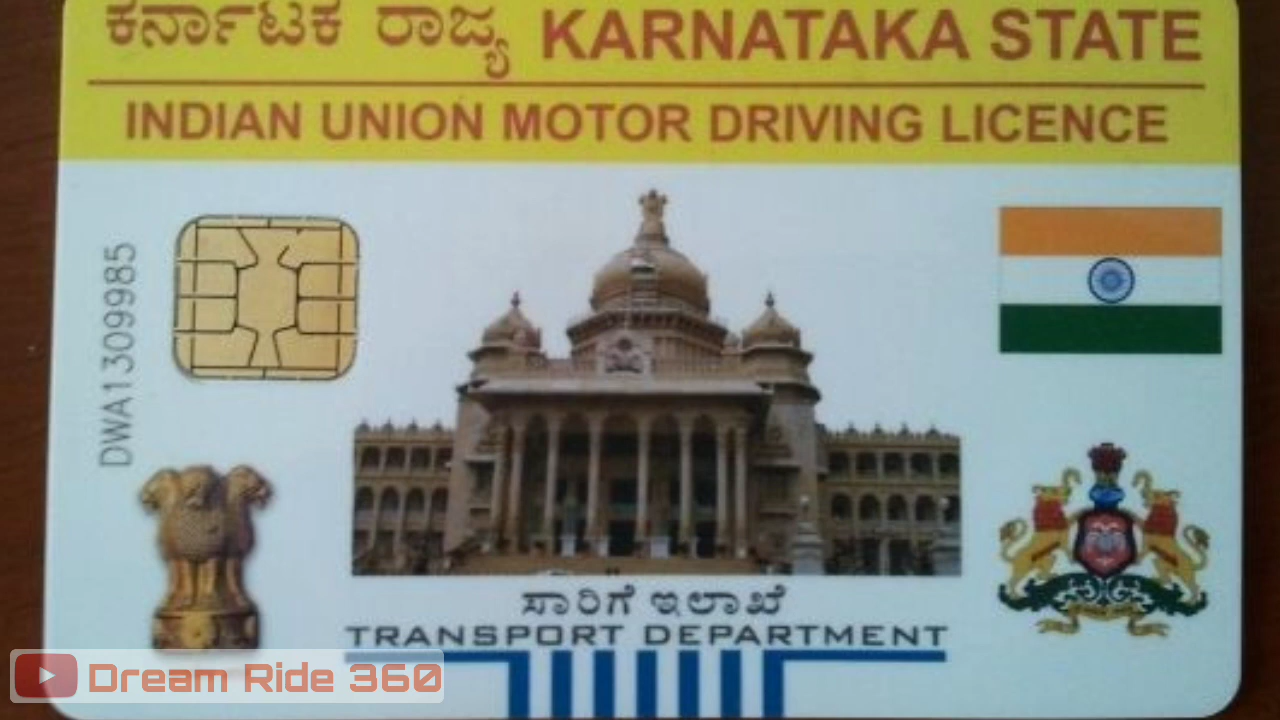 ಕರ್ನಾಟಕ ರಾಜ್ಯ KARNATAKA STATE
INDIAN UNION MOTOR DRIVING LICENCE
DWA1309985
ಸಾರಿಗೆ ಇಲಾಖೆ
TRANSPORT DEPARTMENT
Dream Ride 360